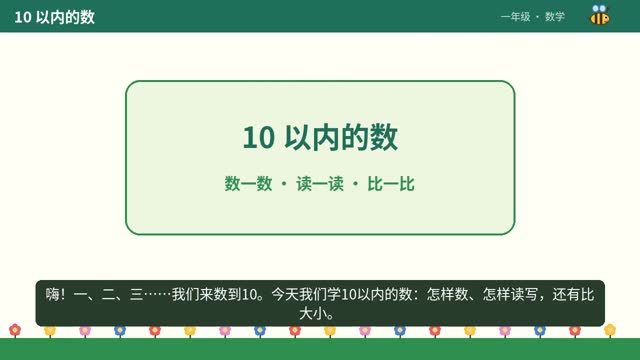 10 以内的数
一年级 · 数学
10 以内的数
数一数 · 读一读 · 比一比
嗨！一、二、三……我们来数到10。今天我们学10以内的数：怎样数、怎样读写，还有比
大小。